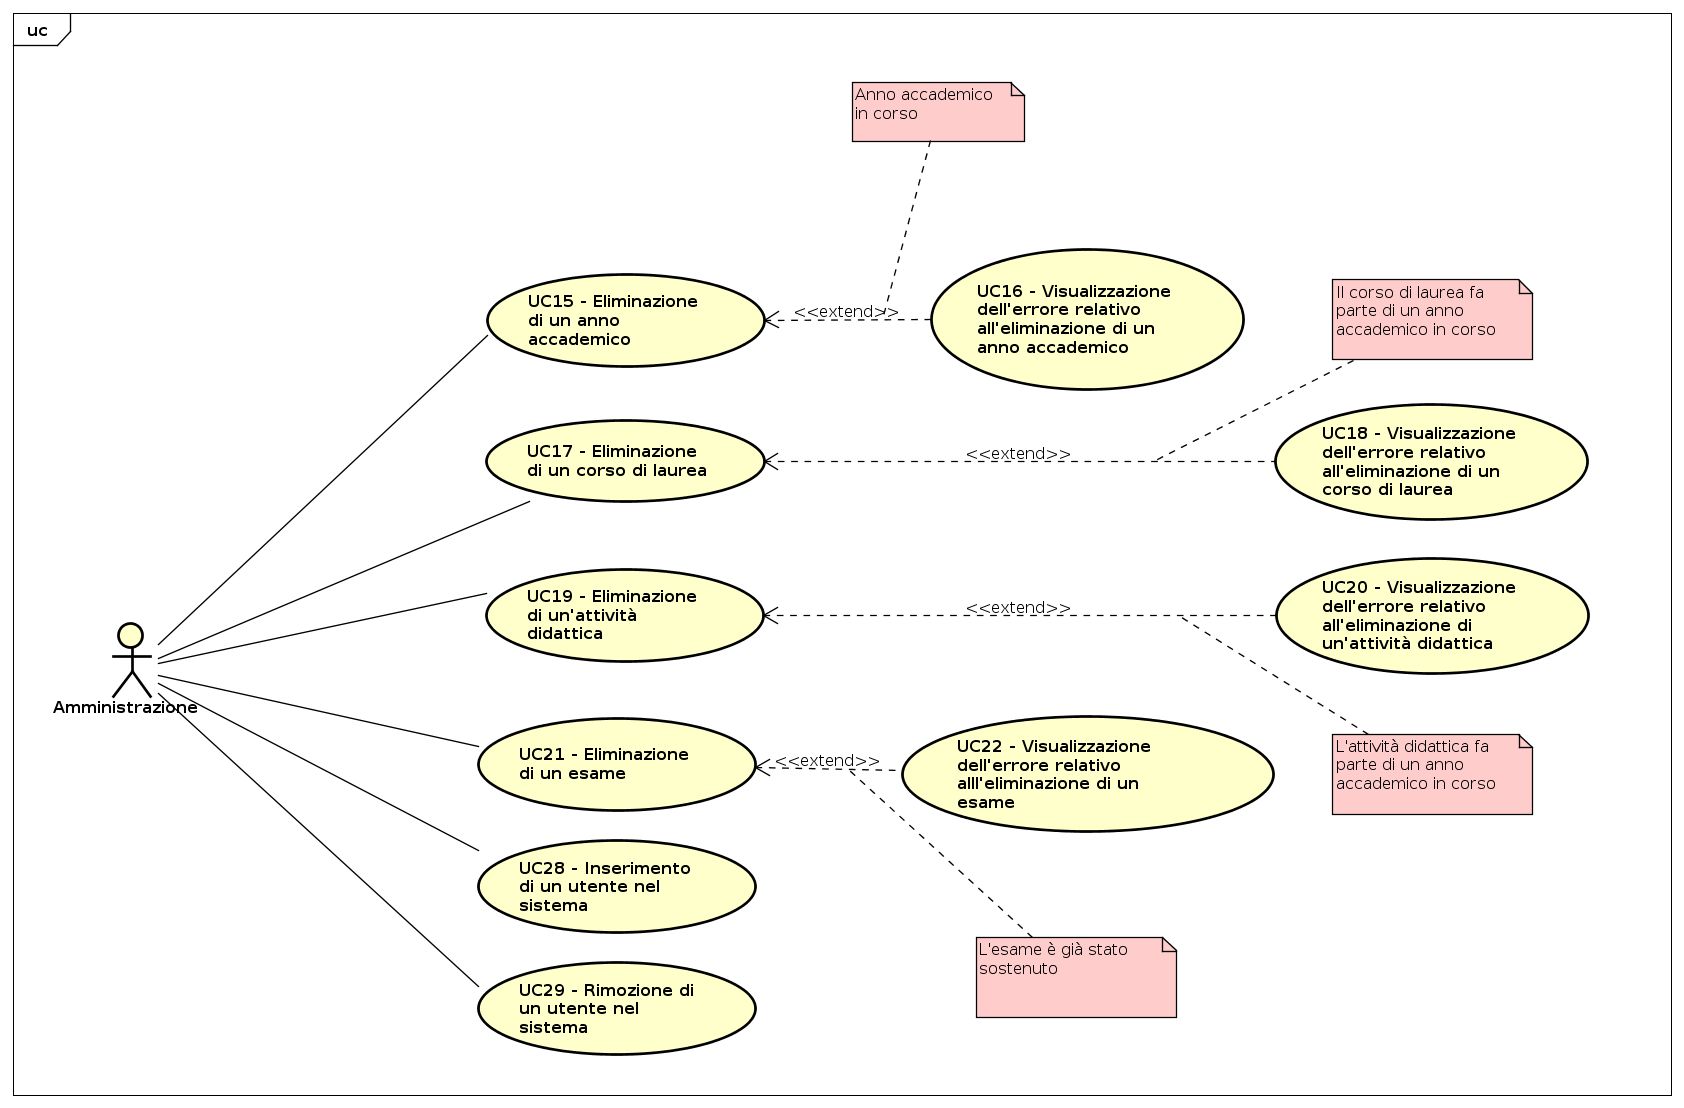 uc
Anno accademico
in corso
UC15 - Eliminazione
di un anno
accademico
<<extend>>
UC16 - Visualizzazione
dell'errore relativo
all'eliminazione di un
anno accademico
Il corso di laurea fa
parte di un anno
accademico in corso
UC17 - Eliminazione
di un corso di laurea
<<extend>>
UC18 - Visualizzazione
dell'errore relativo
all'eliminazione di un
corso di laurea
UC19 - Eliminazione
di un'attività
didattica
<<extend>>
UC20 - Visualizzazione
dell'errore relativo
all'eliminazione di
un'attività didattica
Amministrazione
UC21 - Eliminazione
di un esame
<<extend>>
UC22 - Visualizzazione
dell'errore relativo
alll'eliminazione di un
esame
L'attività didattica fa
parte di un anno
accademico in corso
UC28 - Inserimento
di un utente nel
sistema
L'esame è già stato
sostenuto
UC29 - Rimozione di
un utente nel
sistema